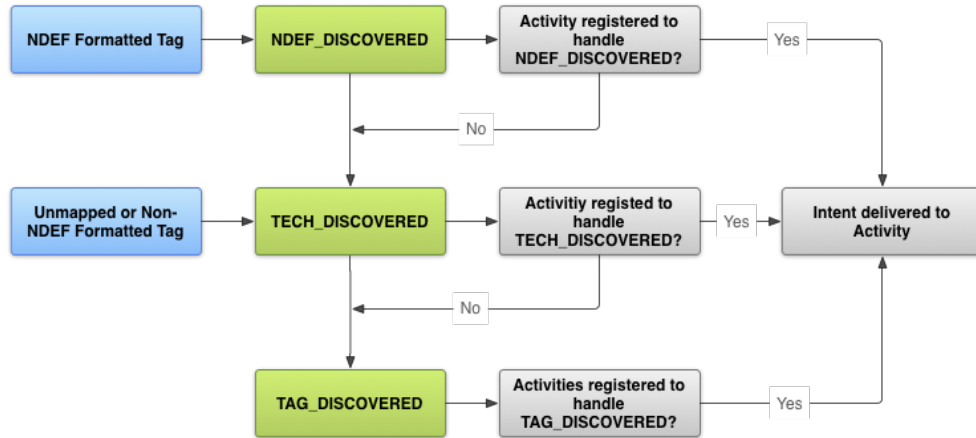 NDEF Formatted Tag
NDEF_DISCOVERED
Activity registered to
handle
NDEF_DISCOVERED?
Yes
No
Unmapped or Non-
NDEF Formatted Tag
TECH_DISCOVERED
Activitiy registed to
handle
TECH_DISCOVERED?
Yes
Intent delivered to
Activity
No
TAG_DISCOVERED
Activities registered to
handle
TAG_DISCOVERED?
Yes